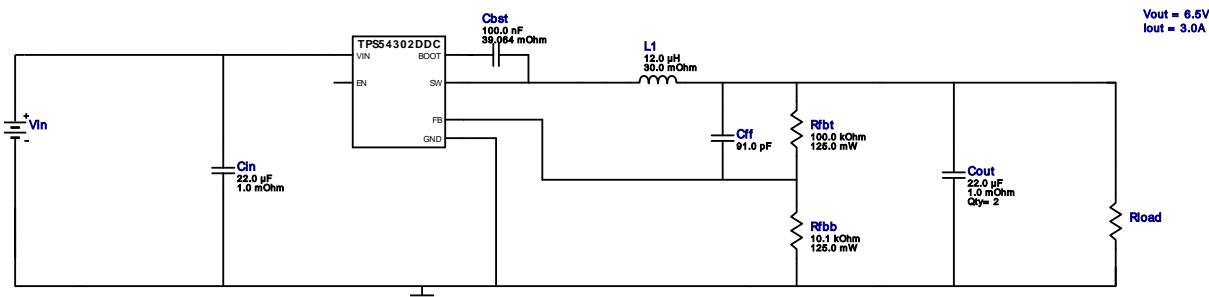 Vout = 6.5V
Iout = 3.0A
Cbst
100.0 nF
39.064 mOhm
TPS54302DDC
VIN
BOOT
EN
SW
FB
GND
L1
12.0 µH
30.0 mOhm
Vin
+
-
Cin
22.0 µF
1.0 mOhm
Cff
91.0 pF
Rfbt
100.0 kOhm
125.0 mW
Cout
22.0 µF
1.0 mOhm
Qty= 2
Rfbb
10.1 kOhm
125.0 mW
Rload